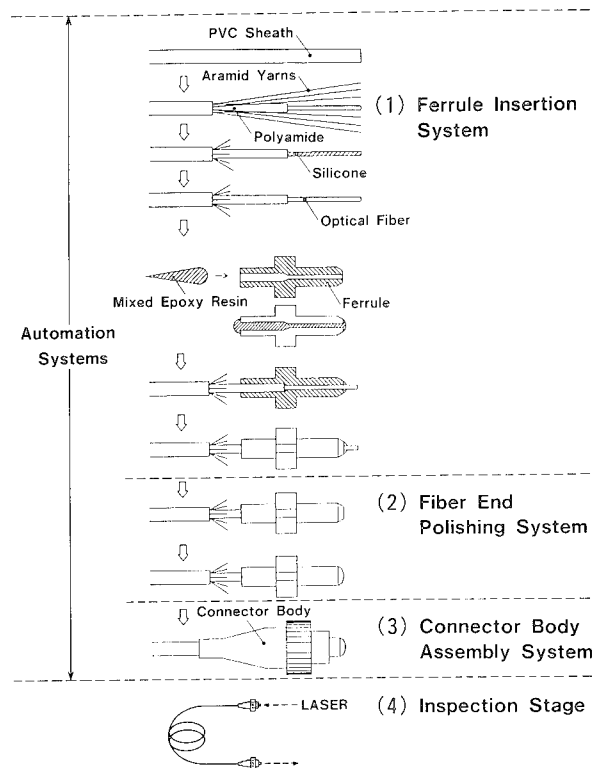 PVC Sheath
Aramid Yarns
(1) Ferrule Insertion
System
Polyamide
Silicone
Optical Fiber
Mixed Epoxy Resin
Ferrule
Automation
Systems
(2) Fiber End
Polishing System
Connector Body
(3) Connector Body
Assembly System
LASER
(4) Inspection Stage